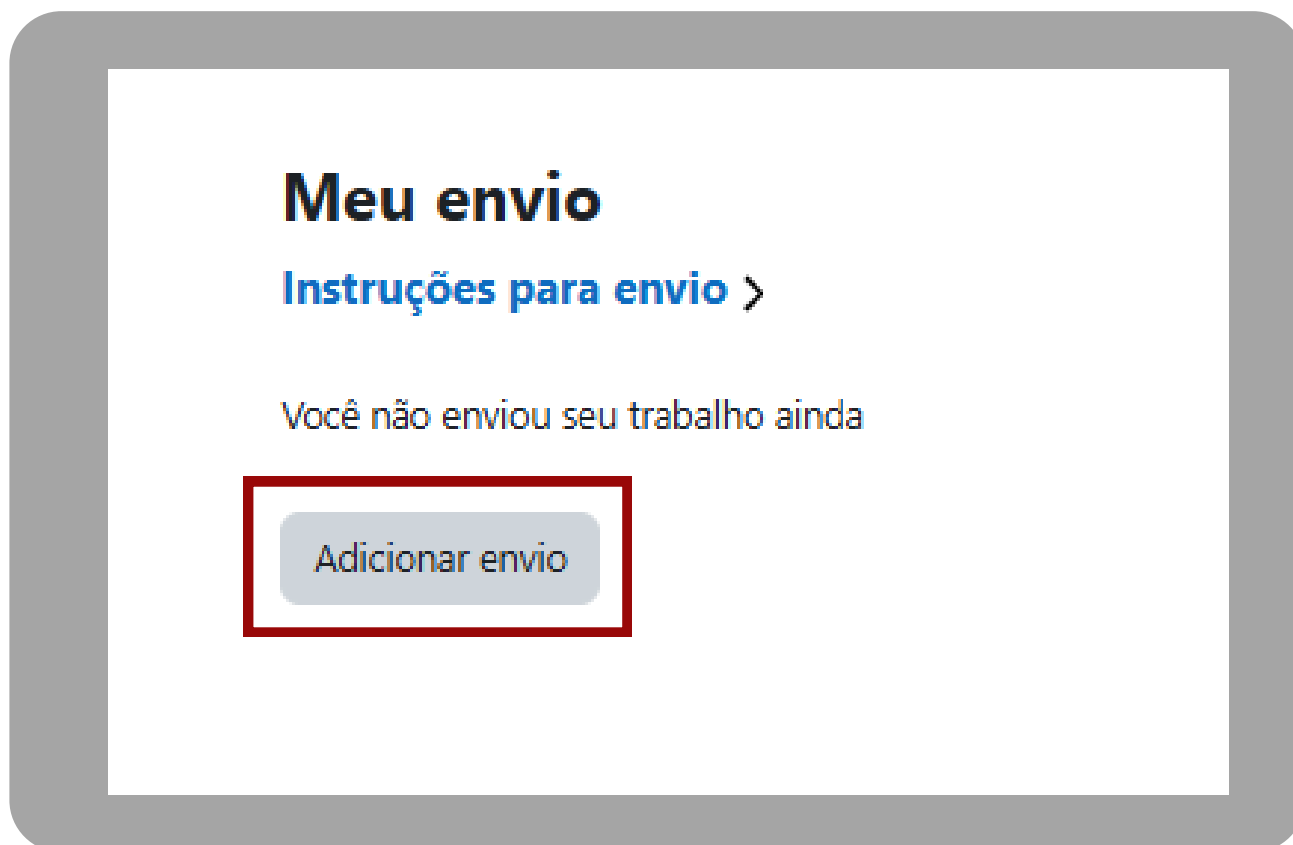 Meu envio
Instruções para envio >
Você não enviou seu trabalho ainda
Adicionar envio